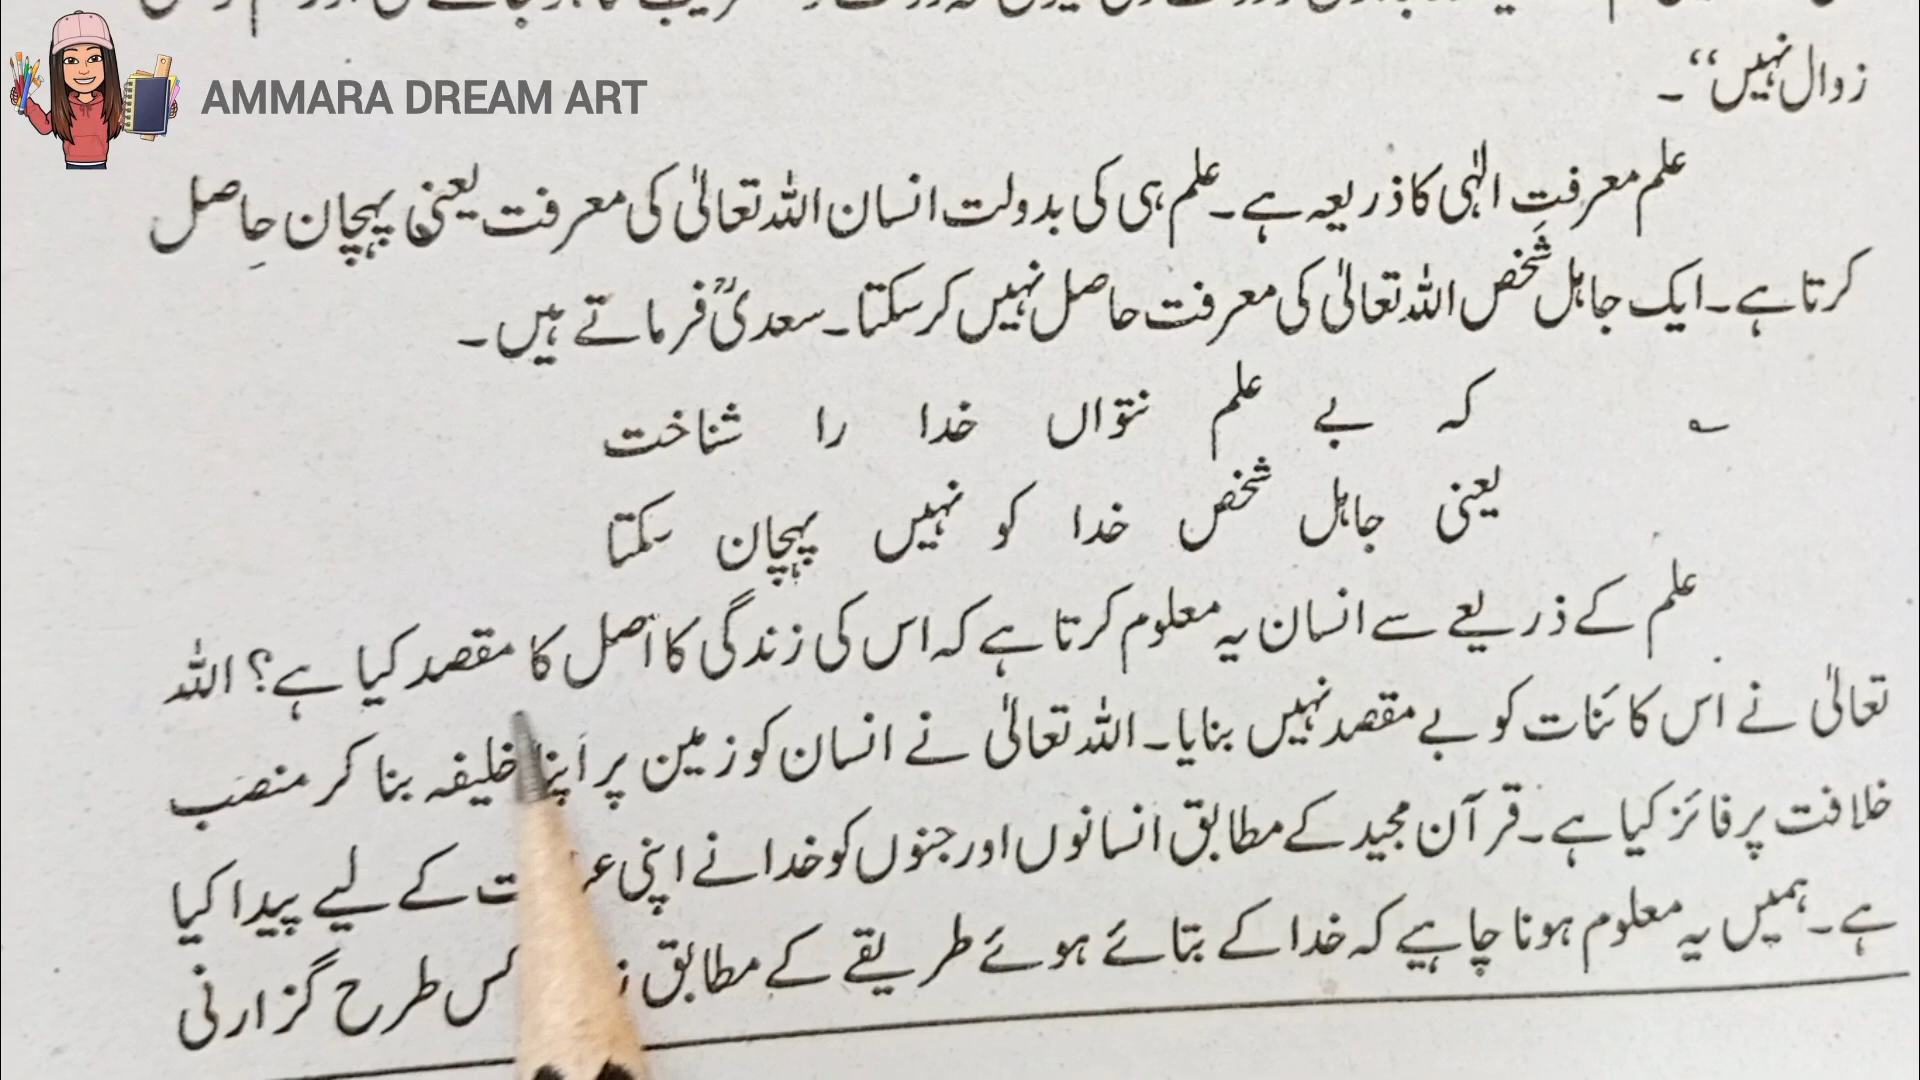 AMMARA DREAM ART
زوال نہیں‘‘۔
علم معرفتِ الٰہی کا ذریعہ ہے۔ علم ہی کی بدولت انسان اللہ تعالیٰ کی معرفت یعنی پہچان حاصل
کرتا ہے۔ ایک جاہل شخص اللہ تعالیٰ کی معرفت حاصل نہیں کر سکتا۔ سعدیؒ فرماتے ہیں۔
؎ کہ بے علم نتواں خدا را شناخت
یعنی جاہل شخص خدا کو نہیں پہچان سکتا
علم کے ذریعے سے انسان یہ معلوم کرتا ہے کہ اس کی زندگی کا اصل کا مقصد کیا ہے؟ اللہ
تعالیٰ نے اس کائنات کو بے مقصد نہیں بنایا۔ اللہ تعالیٰ نے انسان کو زمین پر اپنا خلیفہ بنا کر منصب
خلافت پر فائز کیا ہے۔ قرآن مجید کے مطابق انسانوں اور جنوں کو خدا نے اپنی کے لیے پیدا کیا
ہے۔ ہمیں یہ معلوم ہونا چاہیے کہ خدا کے بتائے ہوئے طریقے کے مطابق کس طرح گزارنی